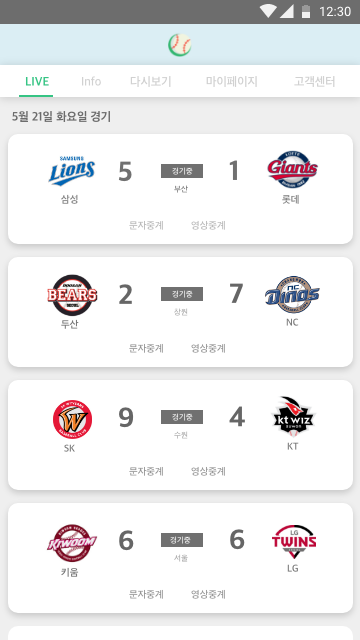 12:30
LIVE Info 다시보기 마이페이지 고객센터
5월 21일 화요일 경기
SAMSUNG
Lions
5 경기중 1
LOTTE
Giants
삼성 부산 롯데
문자중계 영상중계
DOOSAN
BEARS
2 경기중 7
NC
Dinos
두산 창원 NC
문자중계 영상중계
W
9 경기중 4
kt wiz
SUWON
SK 수원 KT
문자중계 영상중계
KIWOOM
6 경기중 6
LG
TWINS
키움 서울 LG
문자중계 영상중계